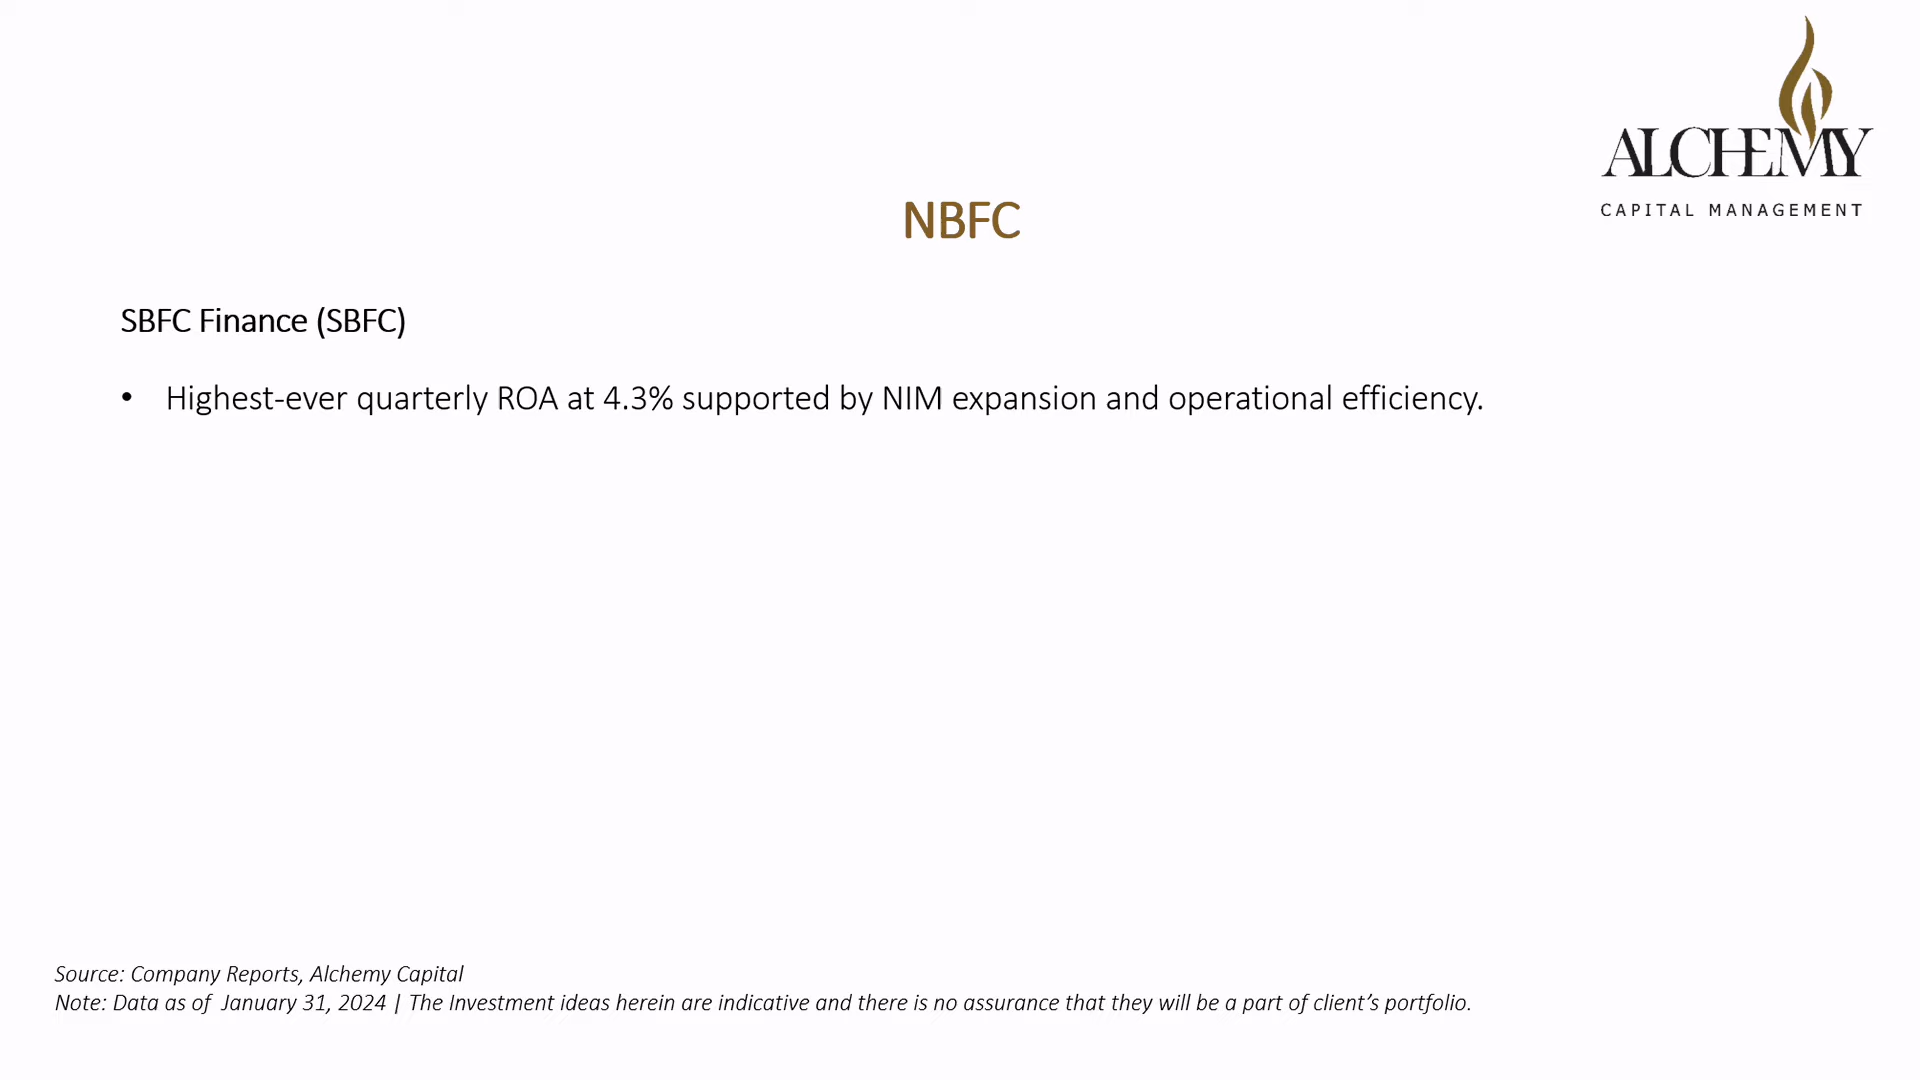 ALCHEMY
CAPITAL MANAGEMENT
NBFC
SBFC Finance (SBFC)
• Highest-ever quarterly ROA at 4.3% supported by NIM expansion and operational efficiency.
Source: Company Reports, Alchemy Capital
Note: Data as of January 31, 2024 | The Investment ideas herein are indicative and there is no assurance that they will be a part of client’s portfolio.